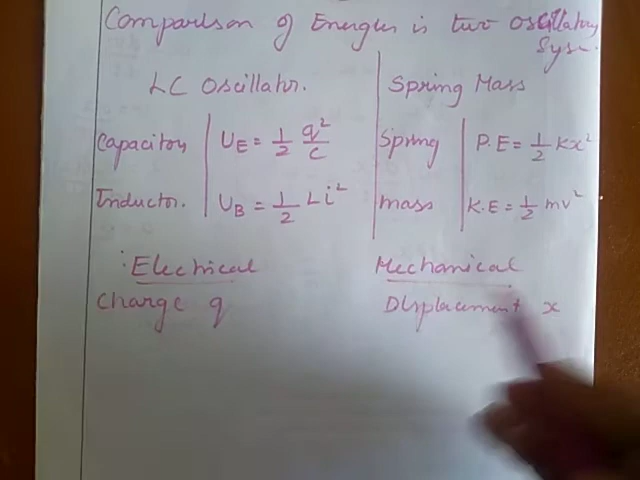 Comparison of Energies in two Oscillatory
Sys
LC Oscillator. Spring Mass
Capacitor U_E = 1/2 q²/c Spring P.E = 1/2 Kx²
Inductor. U_B = 1/2 Li² mass K.E = 1/2 mv²
Electrical Mechanical
Charge q Displacement x